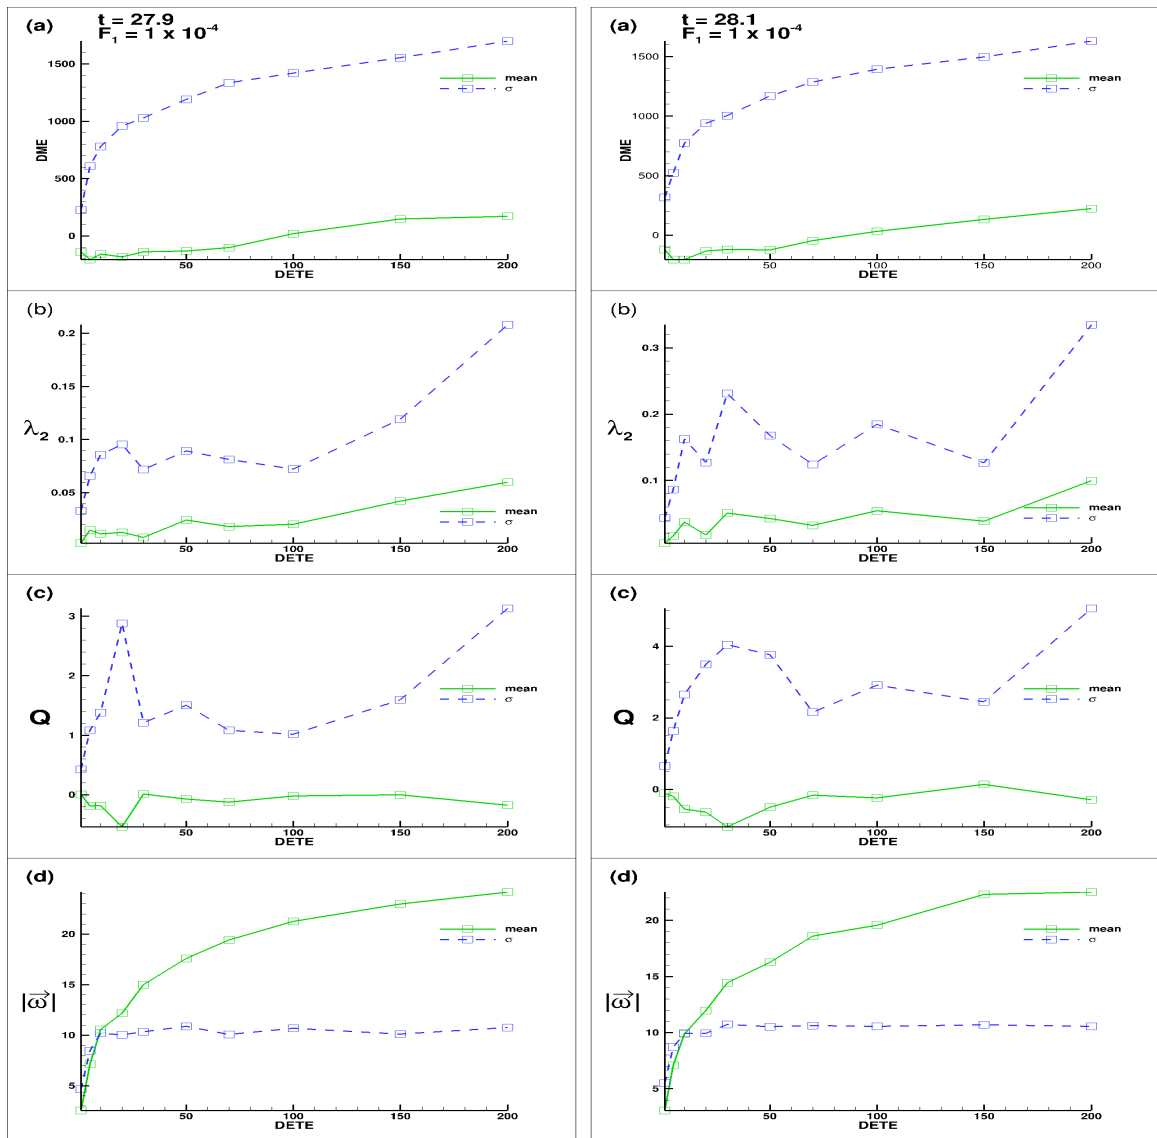 (a)
t = 27.9
F₁ = 1 x 10⁻⁴
1500
1000
500
0
DME
mean
σ
50 100 150 200
DETE
(b)
0.2
0.15
0.1
0.05
λ₂
mean
σ
50 100 150 200
DETE
(c)
3
2
1
0
Q
mean
σ
50 100 150 200
DETE
(d)
20
15
10
5
|ω⃗|
mean
σ
50 100 150 200
DETE
(a)
t = 28.1
F₁ = 1 x 10⁻⁴
1500
1000
500
0
DME
mean
σ
50 100 150 200
DETE
(b)
0.3
0.2
0.1
λ₂
mean
σ
50 100 150 200
DETE
(c)
4
2
0
Q
mean
σ
50 100 150 200
DETE
(d)
20
15
10
5
|ω⃗|
mean
σ
50 100 150 200
DETE